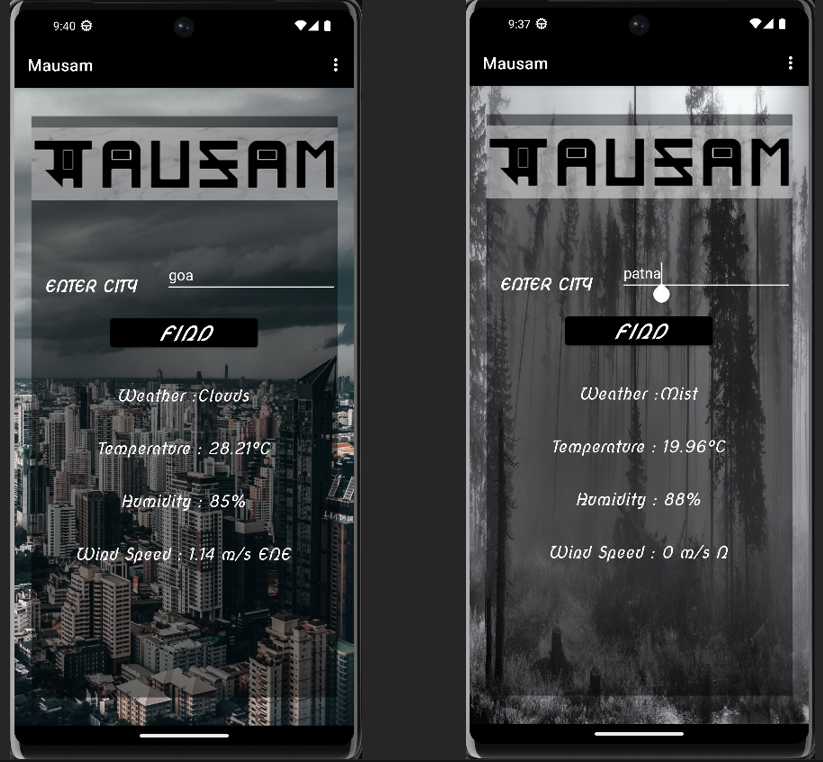 9:40
Mausam
मAUSAM
ENTER CITY goa
FIND
Weather :Clouds
Temperature : 28.21°C
Humidity : 85%
Wind Speed : 1.14 m/s ENE
9:37
Mausam
मAUSAM
ENTER CITY patna
FIND
Weather :Mist
Temperature : 19.96°C
Humidity : 88%
Wind Speed : 0 m/s N